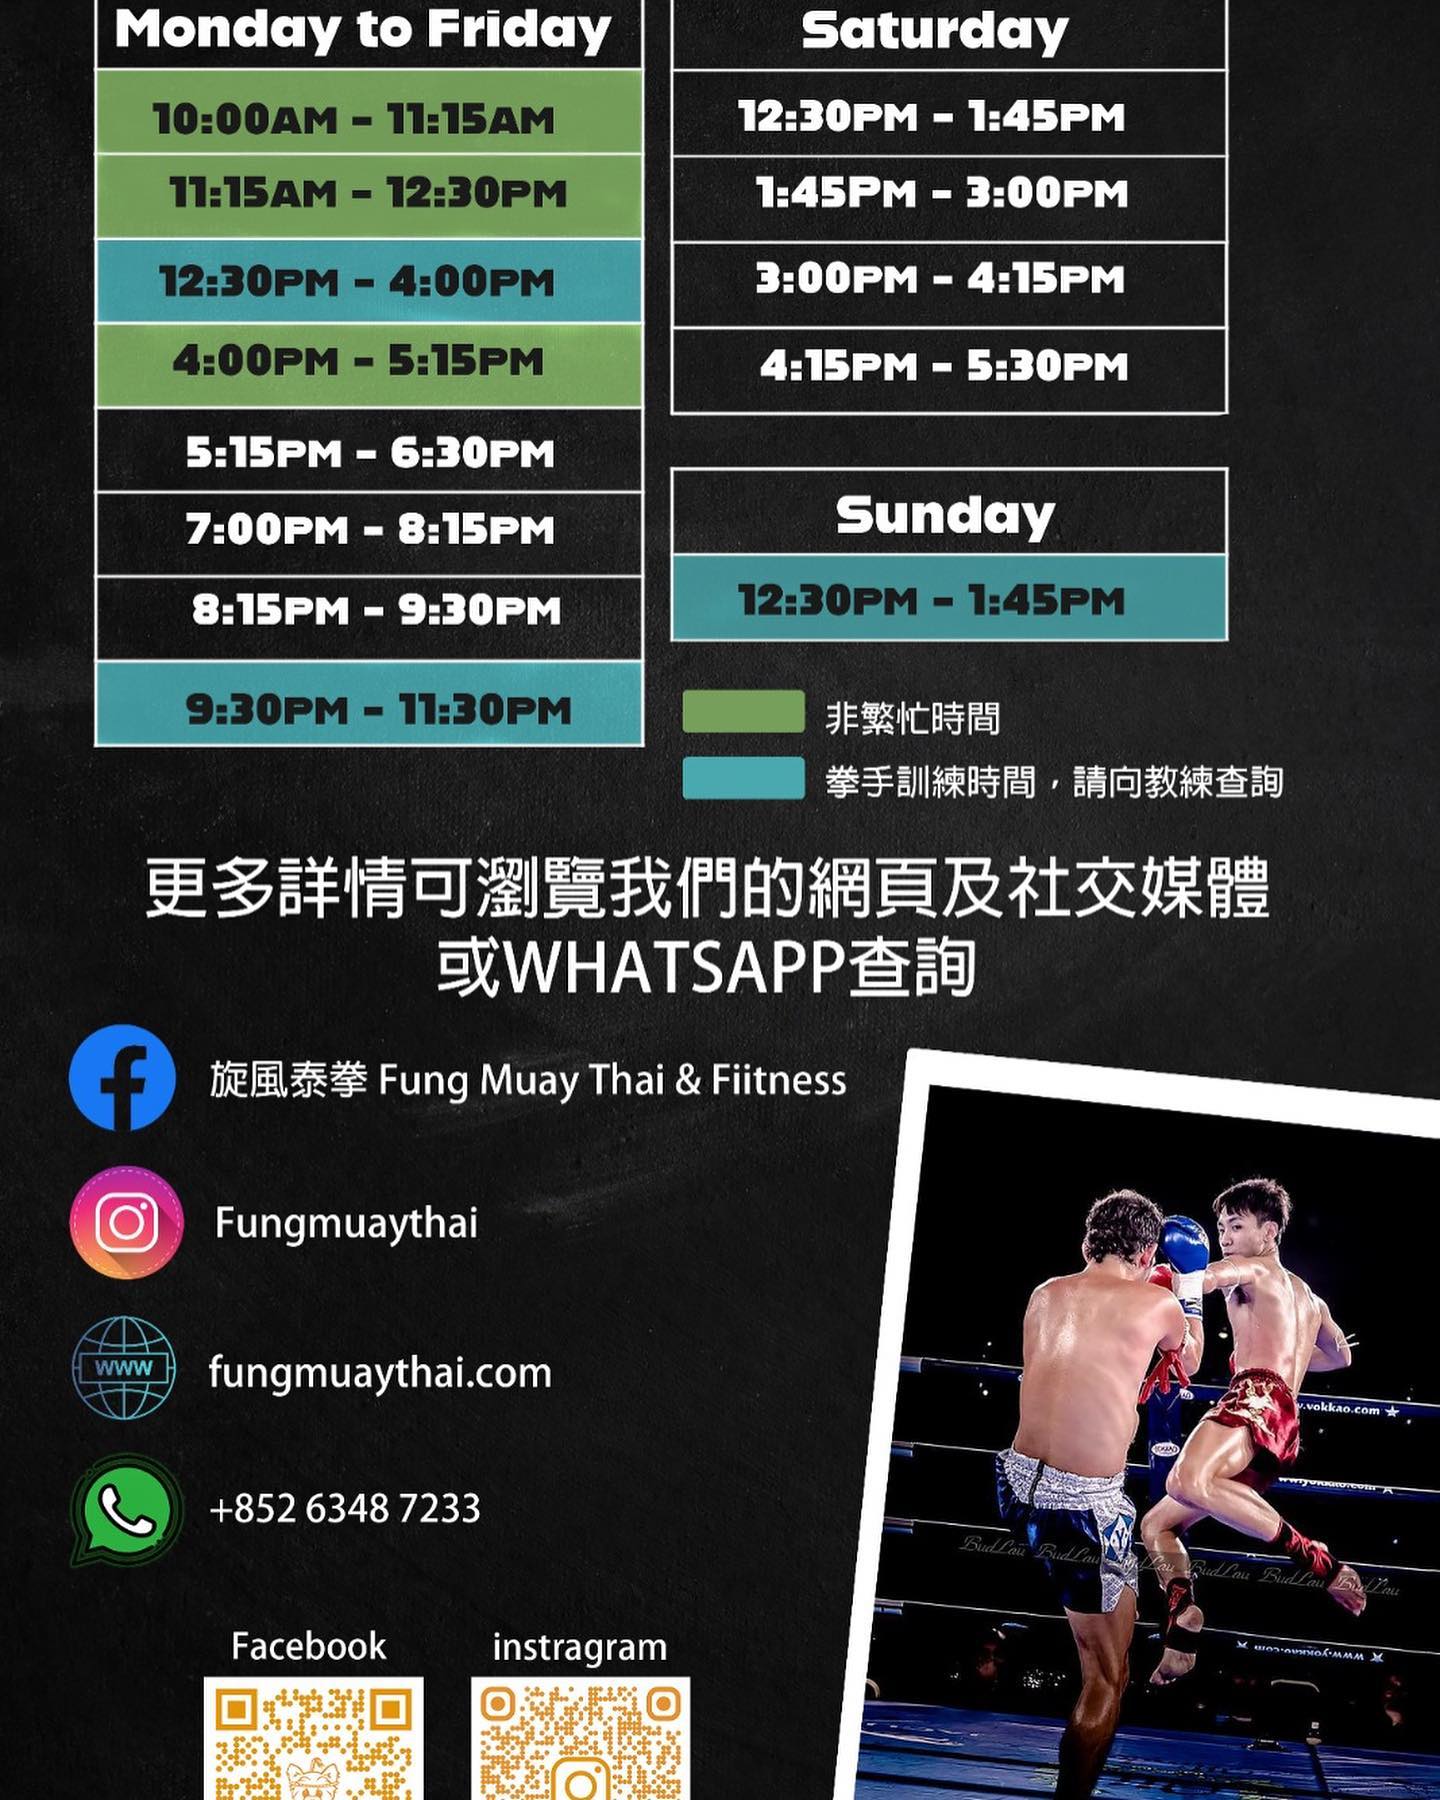 Monday to Friday
10:00AM - 11:15AM
11:15AM - 12:30PM
12:30PM - 4:00PM
4:00PM - 5:15PM
5:15PM - 6:30PM
7:00PM - 8:15PM
8:15PM - 9:30PM
9:30PM - 11:30PM
Saturday
12:30PM - 1:45PM
1:45PM - 3:00PM
3:00PM - 4:15PM
4:15PM - 5:30PM
Sunday
12:30PM - 1:45PM
非繁忙時間
拳手訓練時間，請向教練查詢
更多詳情可瀏覽我們的網頁及社交媒體
或WHATSAPP查詢
旋風泰拳 Fung Muay Thai & Fiitness
Fungmuaythai
www
fungmuaythai.com
+852 6348 7233
Facebook
instragram
.yokkao.com
www.yokkao.com
BudLau BudLau BudLau BudLau BudLau BudLau
www.yokkao.com